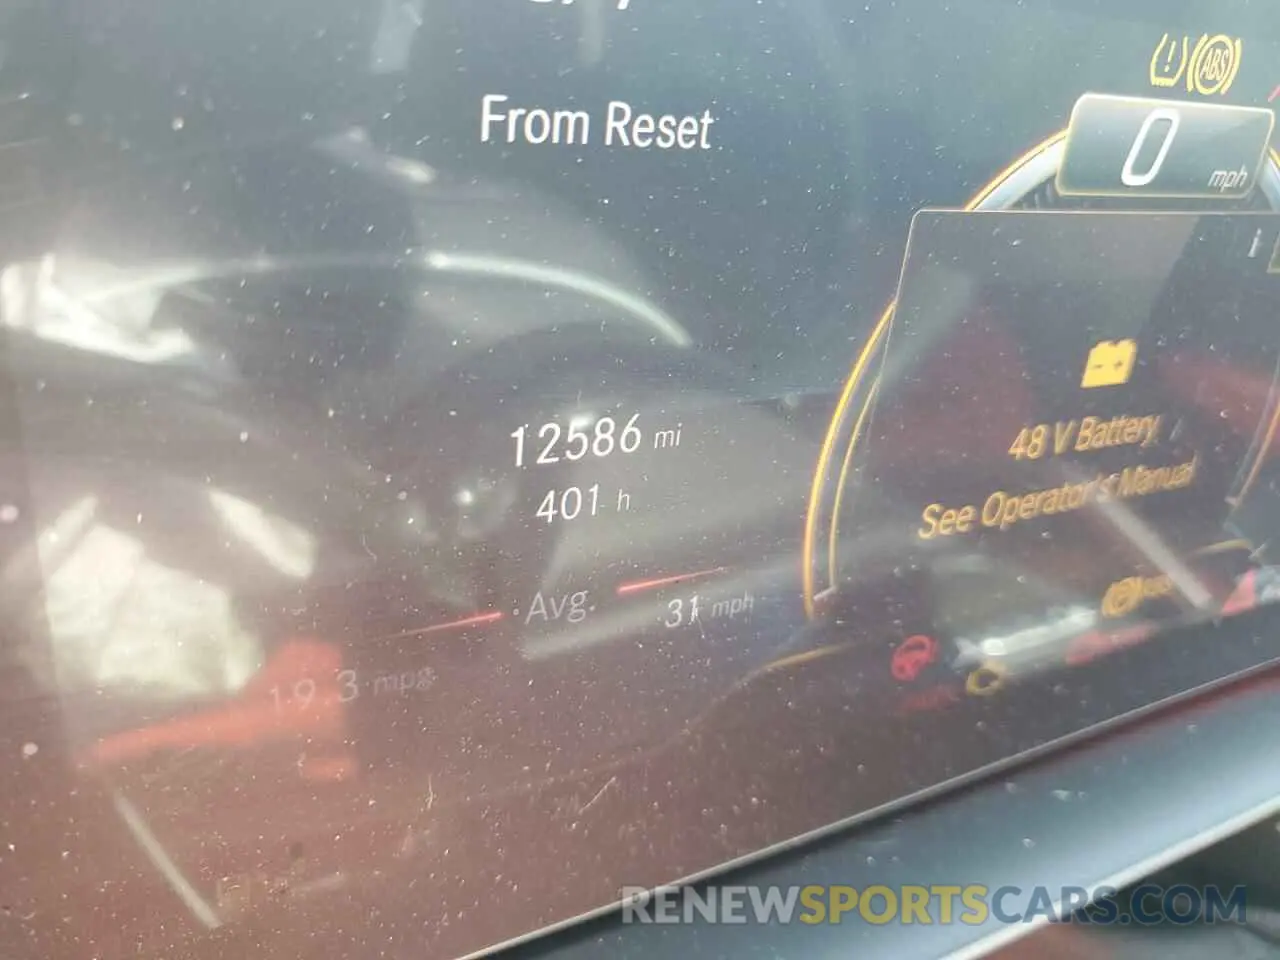 From Reset
12586 mi
401 h
Avg.
31 mph
19.3 mpg
ABS
0
mph
i
48 V Battery
See Operator's Manual
RENEWSPORTSCARS.COM